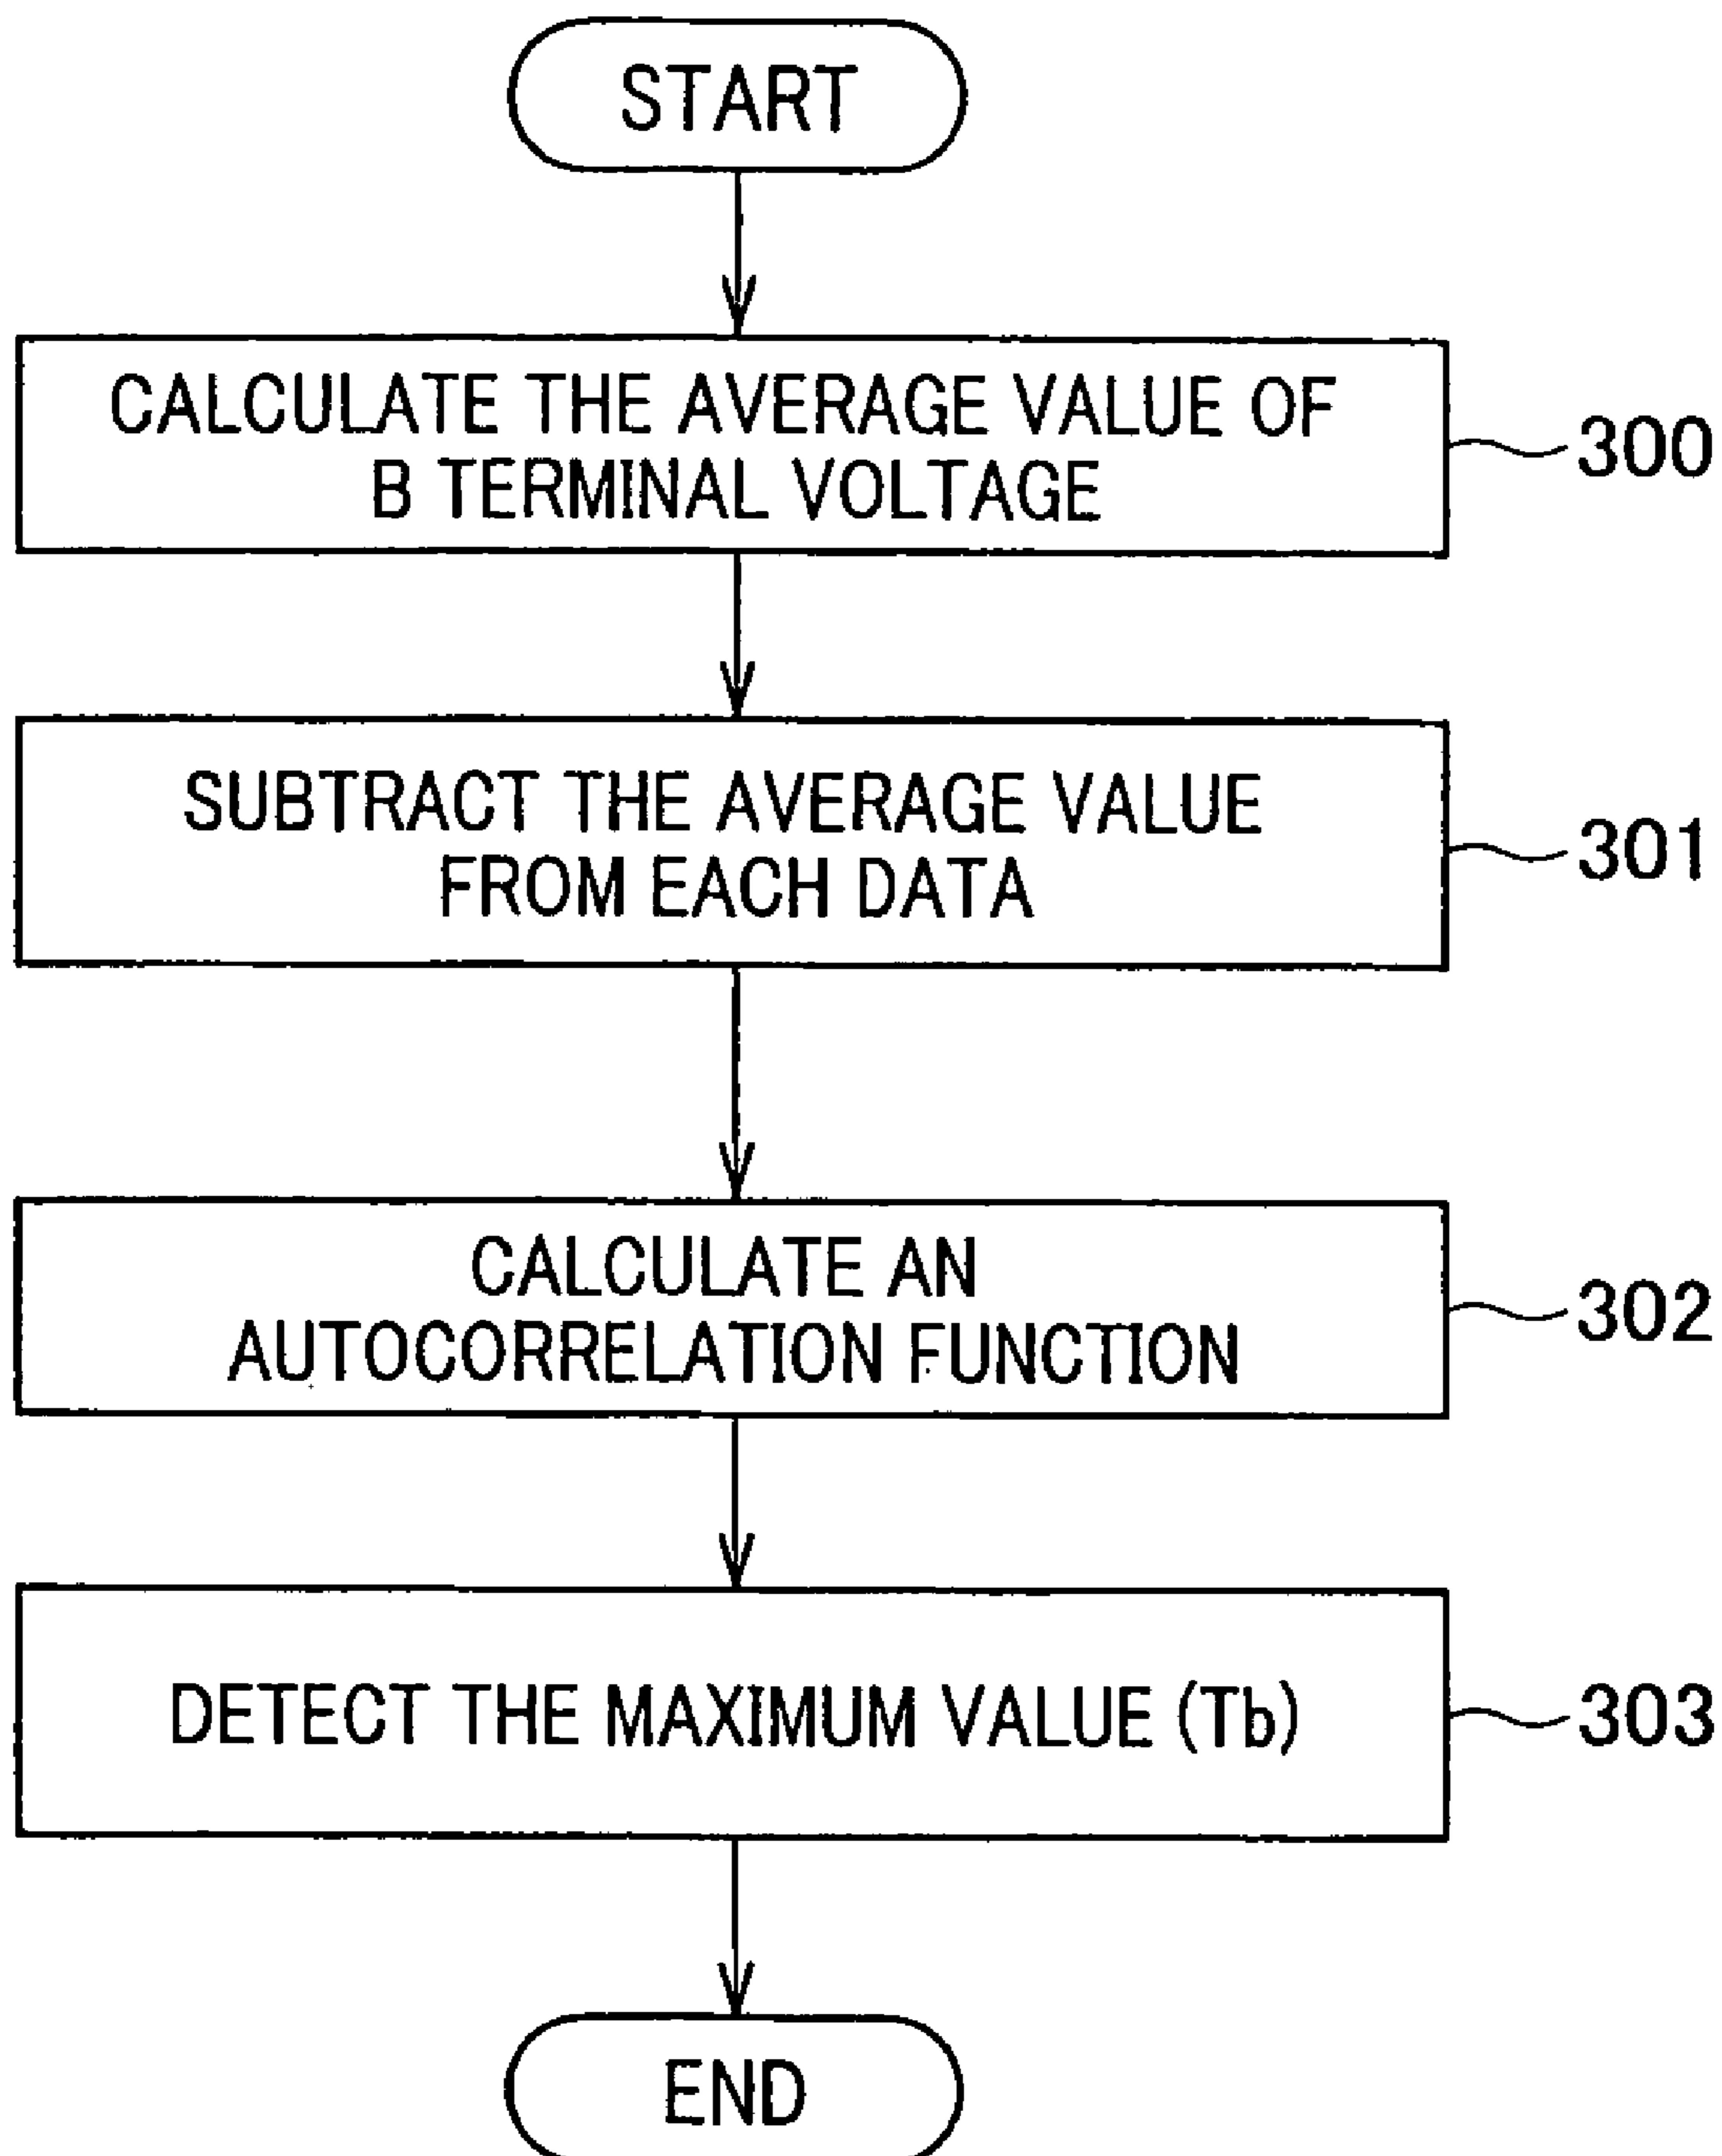 START
CALCULATE THE AVERAGE VALUE OF
B TERMINAL VOLTAGE
300
SUBTRACT THE AVERAGE VALUE
FROM EACH DATA
301
CALCULATE AN
AUTOCORRELATION FUNCTION
302
DETECT THE MAXIMUM VALUE (Tb)
303
END